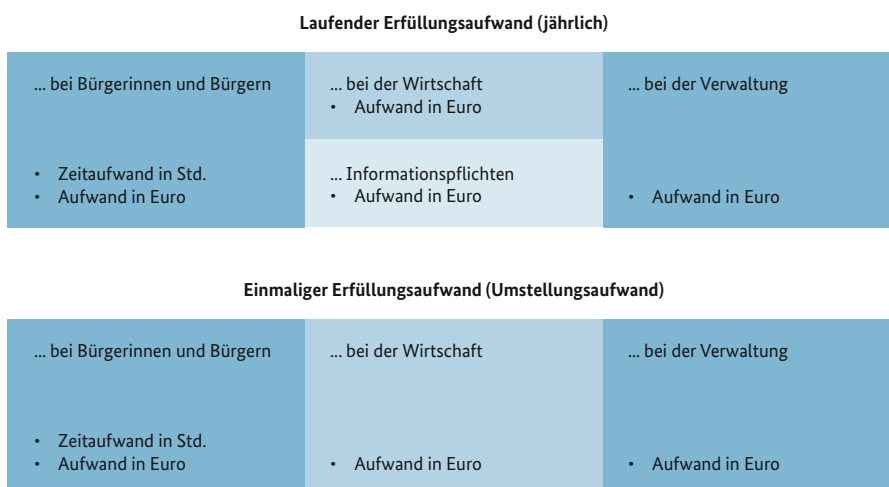 Laufender Erfüllungsaufwand (jährlich)
... bei Bürgerinnen und Bürgern
• Zeitaufwand in Std.
• Aufwand in Euro
... bei der Wirtschaft
• Aufwand in Euro
... Informationspflichten
• Aufwand in Euro
... bei der Verwaltung
• Aufwand in Euro
Einmaliger Erfüllungsaufwand (Umstellungsaufwand)
... bei Bürgerinnen und Bürgern
• Zeitaufwand in Std.
• Aufwand in Euro
... bei der Wirtschaft
• Aufwand in Euro
... bei der Verwaltung
• Aufwand in Euro